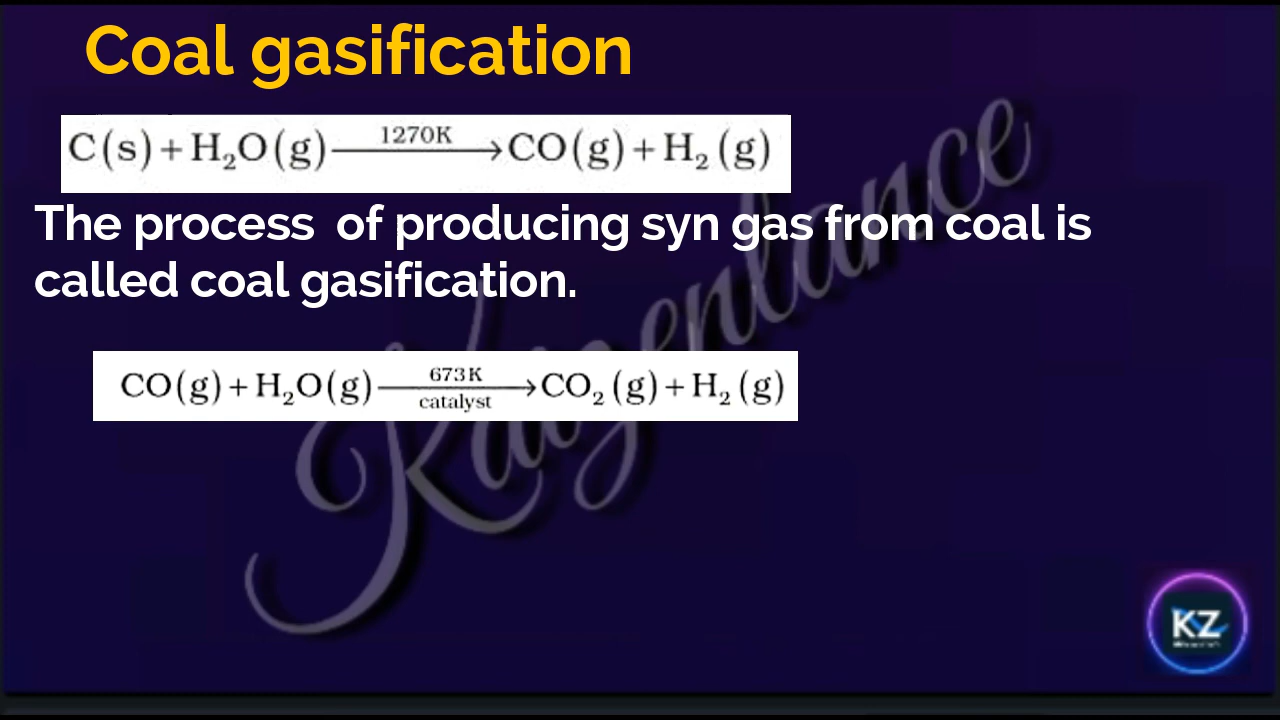 Coal gasification
C(s)+H₂O(g) 1270K → CO(g)+H₂(g)
The process of producing syn gas from coal is
called coal gasification.
CO(g)+H₂O(g) 673K catalyst → CO₂(g)+H₂(g)
Kaizenlance
KZ